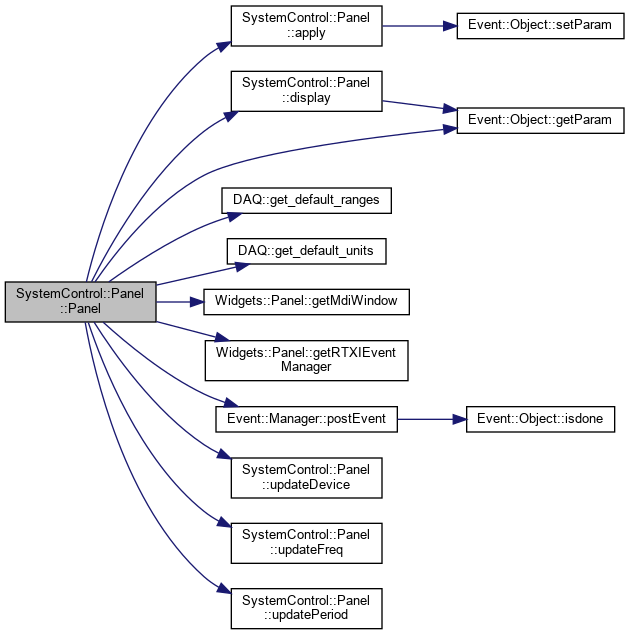 SystemControl::Panel
::apply
Event::Object::setParam
SystemControl::Panel
::display
Event::Object::getParam
DAQ::get_default_ranges
DAQ::get_default_units
SystemControl::Panel
::Panel
Widgets::Panel::getMdiWindow
Widgets::Panel::getRTXIEvent
Manager
Event::Manager::postEvent
Event::Object::isdone
SystemControl::Panel
::updateDevice
SystemControl::Panel
::updateFreq
SystemControl::Panel
::updatePeriod